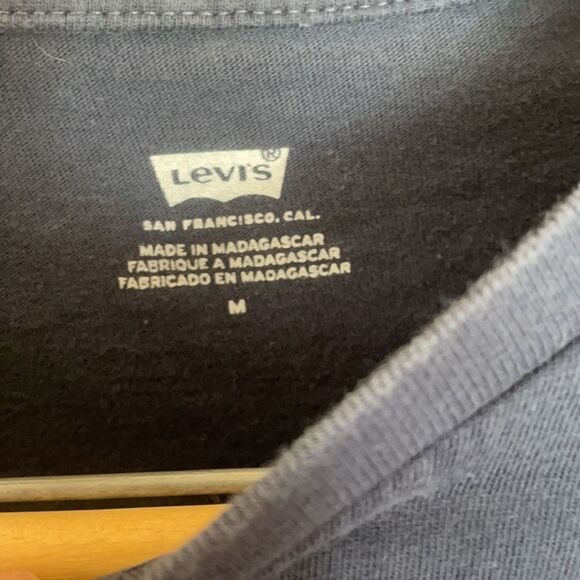 Levi's ®
SAN FRANCISCO, CAL.
MADE IN MADAGASCAR
FABRIQUE A MADAGASCAR
FABRICADO EN MADAGASCAR
M